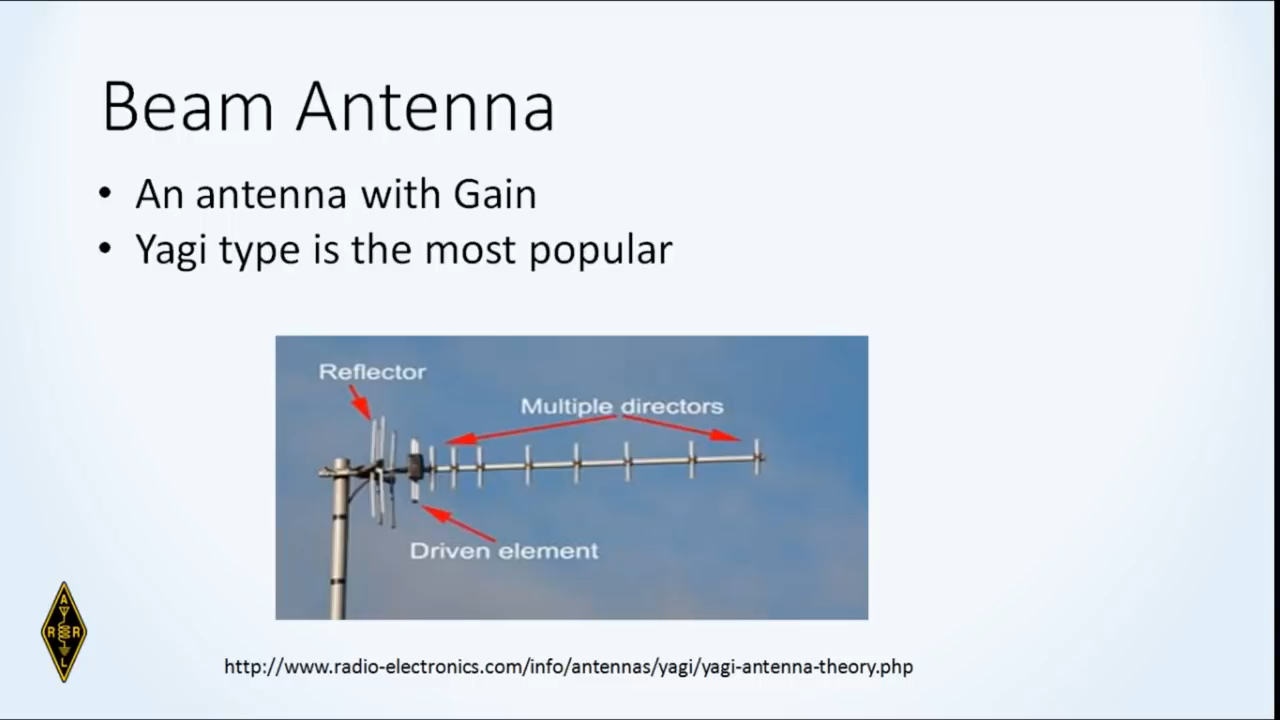 Beam Antenna
• An antenna with Gain
• Yagi type is the most popular
Reflector
Multiple directors
Driven element
A
R R
L
http://www.radio-electronics.com/info/antennas/yagi/yagi-antenna-theory.php